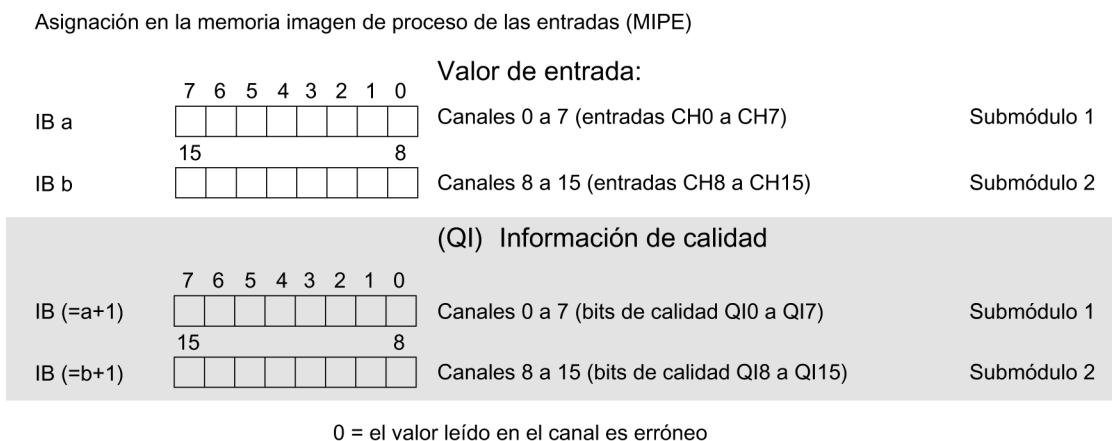 Asignación en la memoria imagen de proceso de las entradas (MIPE)
Valor de entrada:
7 6 5 4 3 2 1 0
IB a Canales 0 a 7 (entradas CH0 a CH7) Submódulo 1
15 8
IB b Canales 8 a 15 (entradas CH8 a CH15) Submódulo 2
(QI) Información de calidad
7 6 5 4 3 2 1 0
IB (=a+1) Canales 0 a 7 (bits de calidad QI0 a QI7) Submódulo 1
15 8
IB (=b+1) Canales 8 a 15 (bits de calidad QI8 a QI15) Submódulo 2
0 = el valor leído en el canal es erróneo